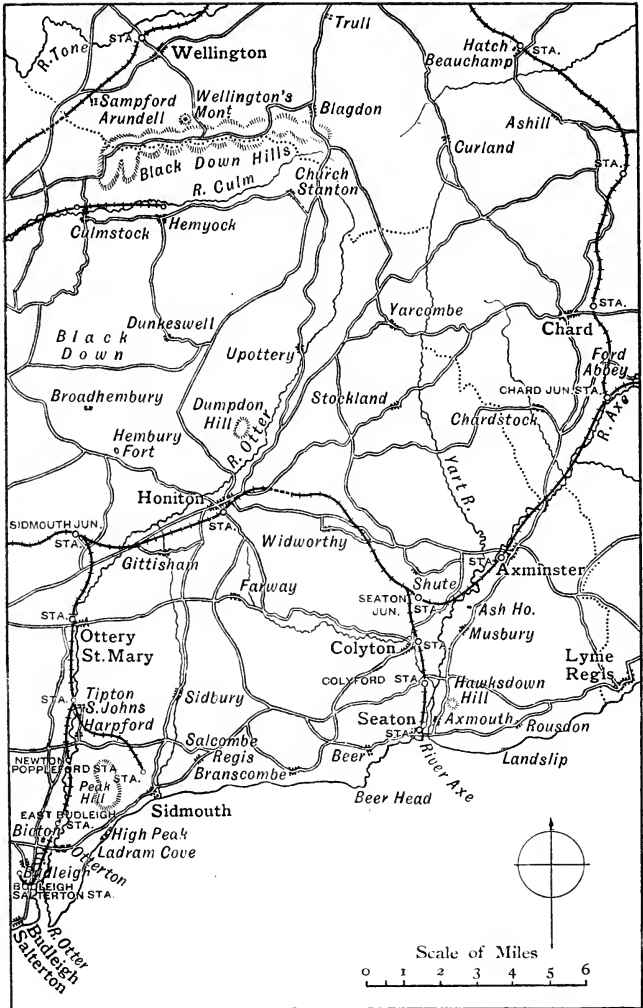 Trull
R. Tone
STA.
Wellington
Hatch
Beauchamp
STA.
Sampford
Arundell
Wellington's
Mont
Blagdon
Ashill
Curland
STA.
Black Down Hills
R. Culm
Church
Stanton
Culmstock
Hemyock
Dunkeswell
Yarcombe
STA.
Chard
Black
Down
Upottery
Ford
Abbey
CHARD JUN. STA.
R. Axe
Broadhembury
Dumpdon
Hill
R. Otter
Stockland
Chardstock
Hembury
Fort
Yart R.
Honiton
STA.
SIDMOUTH JUN.
STA.
Gittisham
Widworthy
STA.
Axminster
Shute
Farway
SEATON
JUN.
STA.
Ash Ho.
Musbury
STA.
Ottery
St. Mary
Colyton
STA.
Lyme
Regis
COLYFORD STA.
Hawksdown
Hill
STA.
Tipton
S. Johns
Harpford
Sidbury
Seaton
STA.
Axmouth
Rousdon
Salcombe
Regis
Branscombe
Beer
River Axe
Landslip
NEWTON
POPPLEFORD STA.
STA.
Peak
Hill
Beer Head
Sidmouth
EAST BUDLEIGH
STA.
Bicton
Otterton
High Peak
Ladram Cove
Budleigh
BUDLEIGH
SALTERTON STA.
R. Otter
Budleigh
Salterton
Scale of Miles
0 1 2 3 4 5 6